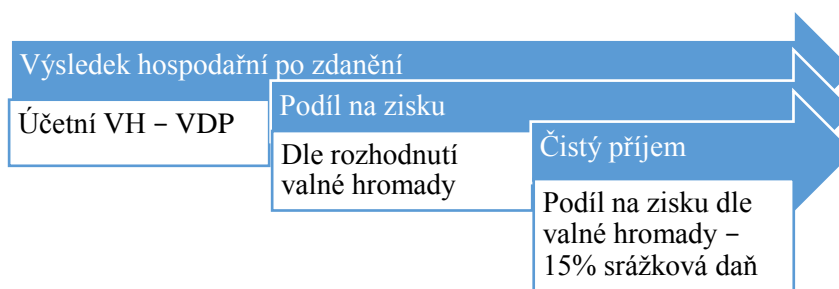 Výsledek hospodařní po zdanění
Účetní VH – VDP
Podíl na zisku
Dle rozhodnutí
valné hromady
Čistý příjem
Podíl na zisku dle
valné hromady –
15% srážková daň